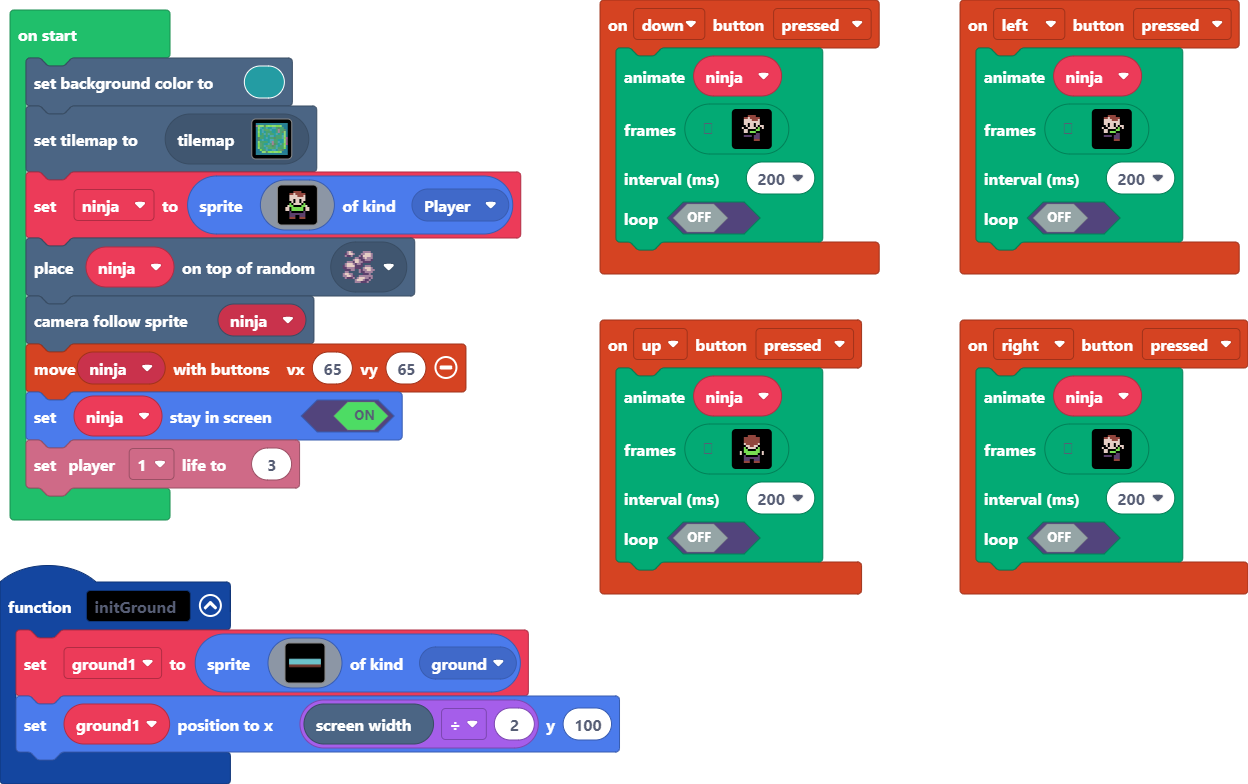 on start
set background color to
set tilemap to tilemap
set ninja to sprite of kind Player
place ninja on top of random
camera follow sprite ninja
move ninja with buttons vx 65 vy 65
set ninja stay in screen ON
set player 1 life to 3
function initGround
set ground1 to sprite of kind ground
set ground1 position to x screen width ÷ 2 y 100
on down button pressed
animate ninja
frames
interval (ms) 200
loop OFF
on left button pressed
animate ninja
frames
interval (ms) 200
loop OFF
on up button pressed
animate ninja
frames
interval (ms) 200
loop OFF
on right button pressed
animate ninja
frames
interval (ms) 200
loop OFF